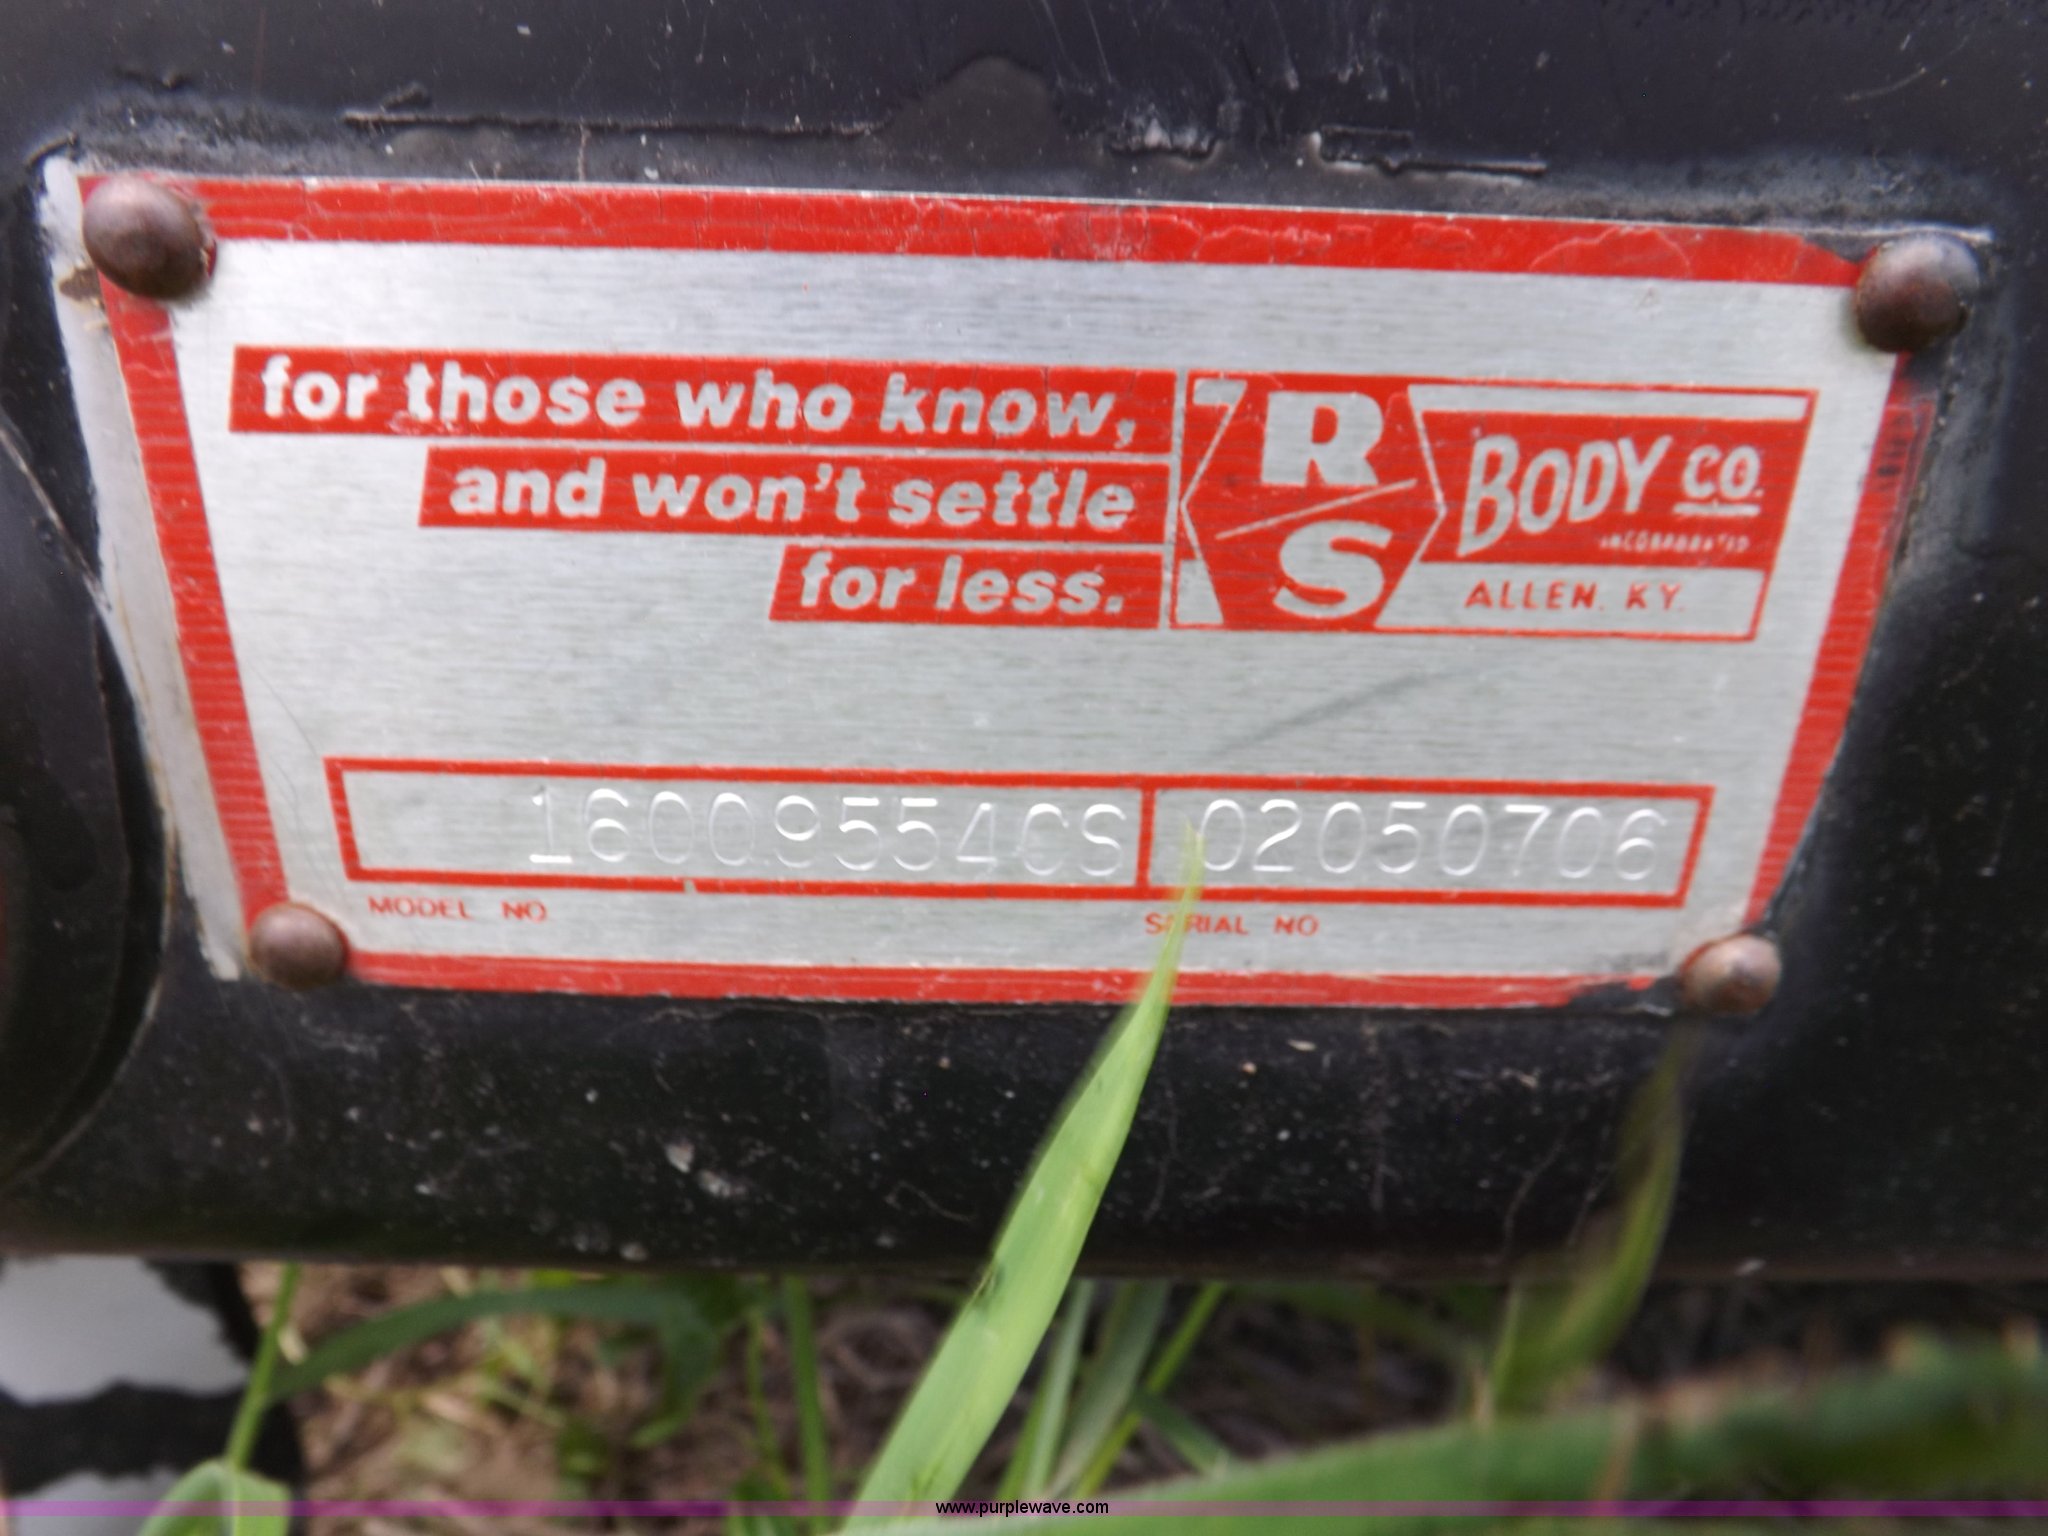 for those who know,
and won't settle
for less.
R/S
BODY CO.
INCORPORATED
ALLEN. KY.
16009554CS
02050706
MODEL NO
SERIAL NO
www.purplewave.com